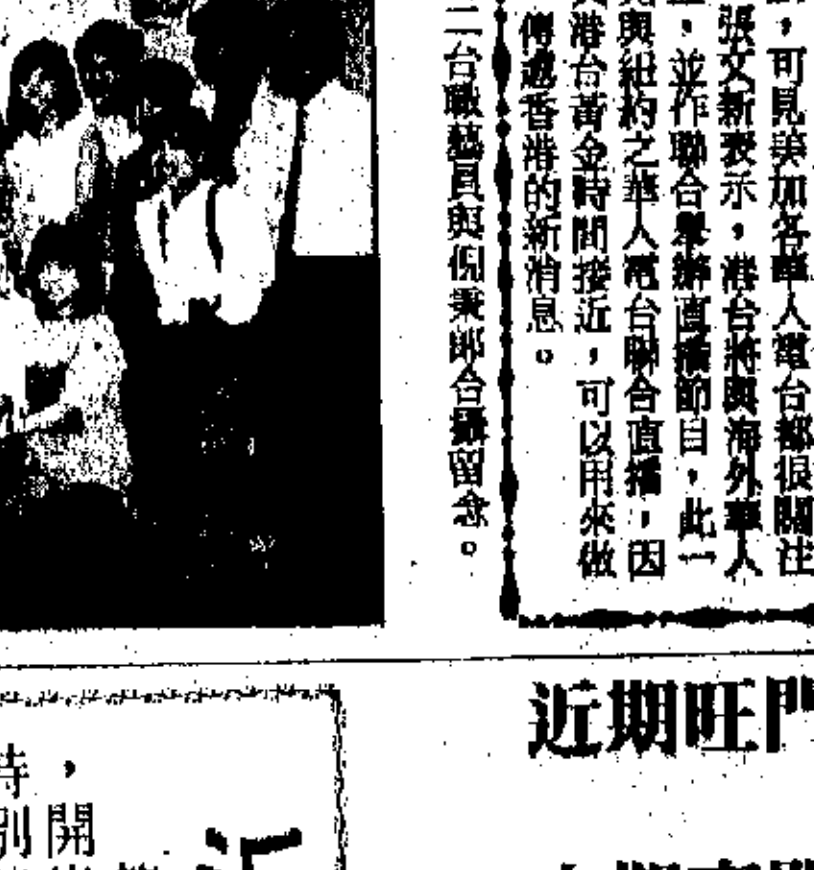 ，可見美加各華人電台都很關注
張文新表示，港台將與海外華人
，並作聯合舉辦直播節目，此一
與紐約之華人電台聯合直播，因
港台黃金時間接近，可以用來做
傳遞香港的新消息。
二台職藝員與倪秉郎合攝留念。
近期旺門
時，
別開